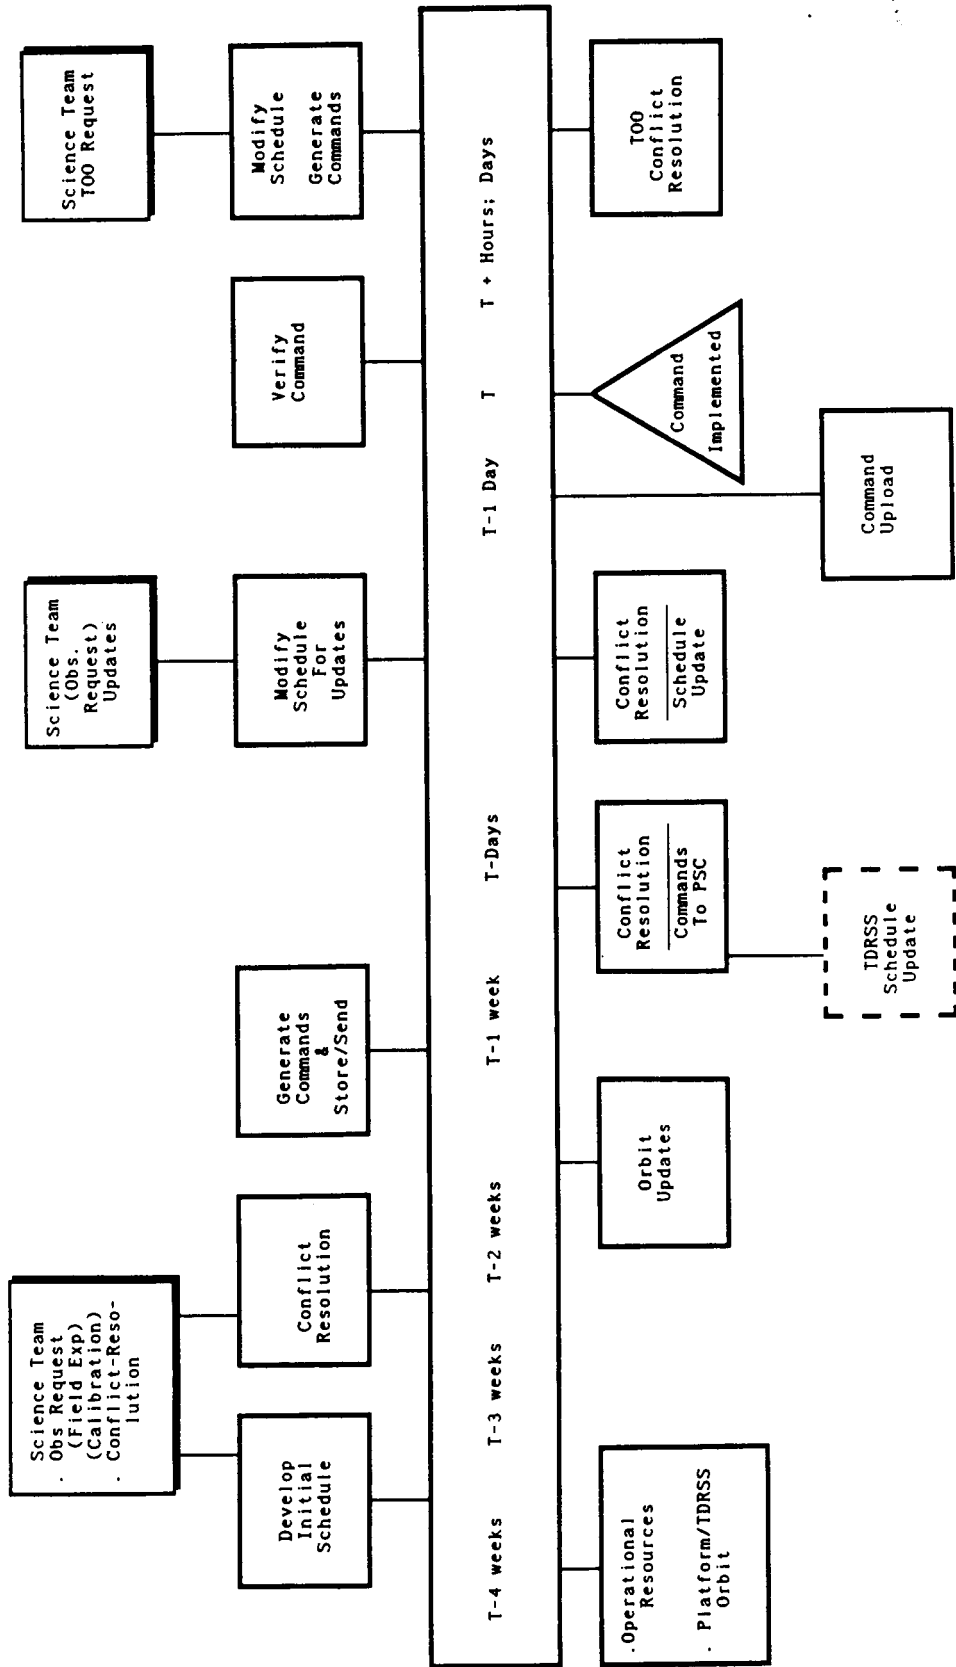 Science Team
. Obs Request
(Field Exp)
(Calibration)
. Conflict-Reso-
lution
Science Team
(Obs.
Request)
Updates
Science Team
TOO Request
Develop
Initial
Schedule
Conflict
Resolution
Generate
Commands
&
Store/Send
Modify
Schedule
For
Updates
Verify
Command
Modify
Schedule
Generate
Commands
T-4 weeks
T-3 weeks
T-2 weeks
T-1 week
T-Days
T-1 Day
T
T + Hours; Days
.Operational
Resources
. Platform/TDRSS
Orbit
Orbit
Updates
Conflict
Resolution
Commands
To PSC
Conflict
Resolution
Schedule
Update
Command
Implemented
TOO
Conflict
Resolution
TDRSS
Schedule
Update
Command
Upload